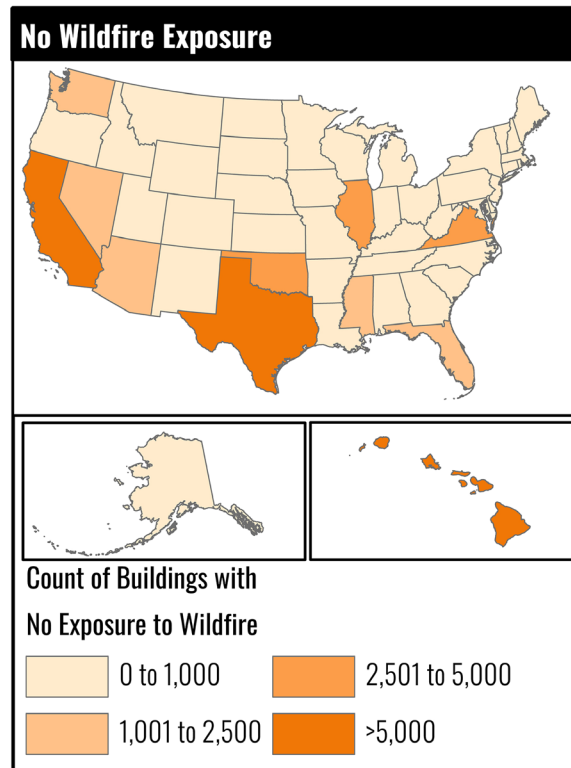 No Wildfire Exposure
Count of Buildings with
No Exposure to Wildfire
0 to 1,000
2,501 to 5,000
1,001 to 2,500
>5,000